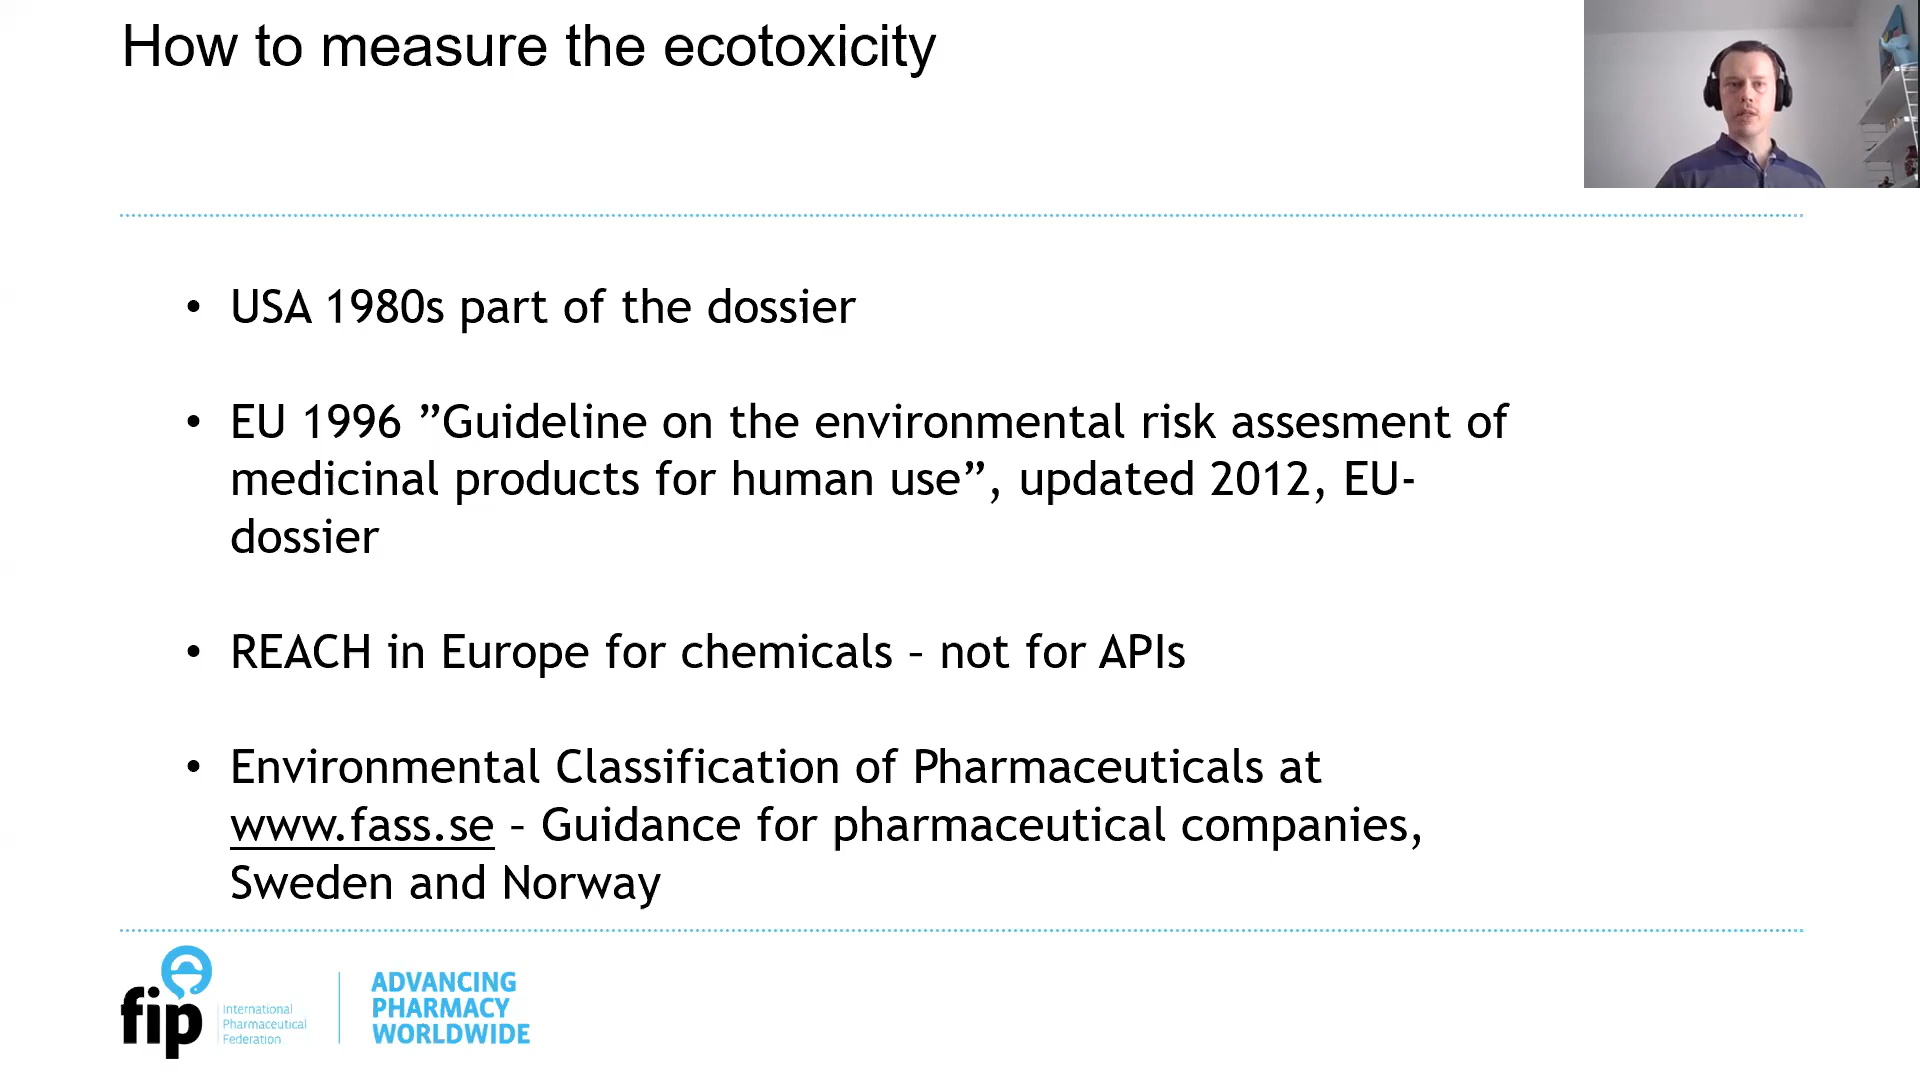 How to measure the ecotoxicity
• USA 1980s part of the dossier
• EU 1996 ”Guideline on the environmental risk assesment of
medicinal products for human use”, updated 2012, EU-
dossier
• REACH in Europe for chemicals – not for APIs
• Environmental Classification of Pharmaceuticals at
www.fass.se – Guidance for pharmaceutical companies,
Sweden and Norway
fip
International
Pharmaceutical
Federation
ADVANCING
PHARMACY
WORLDWIDE